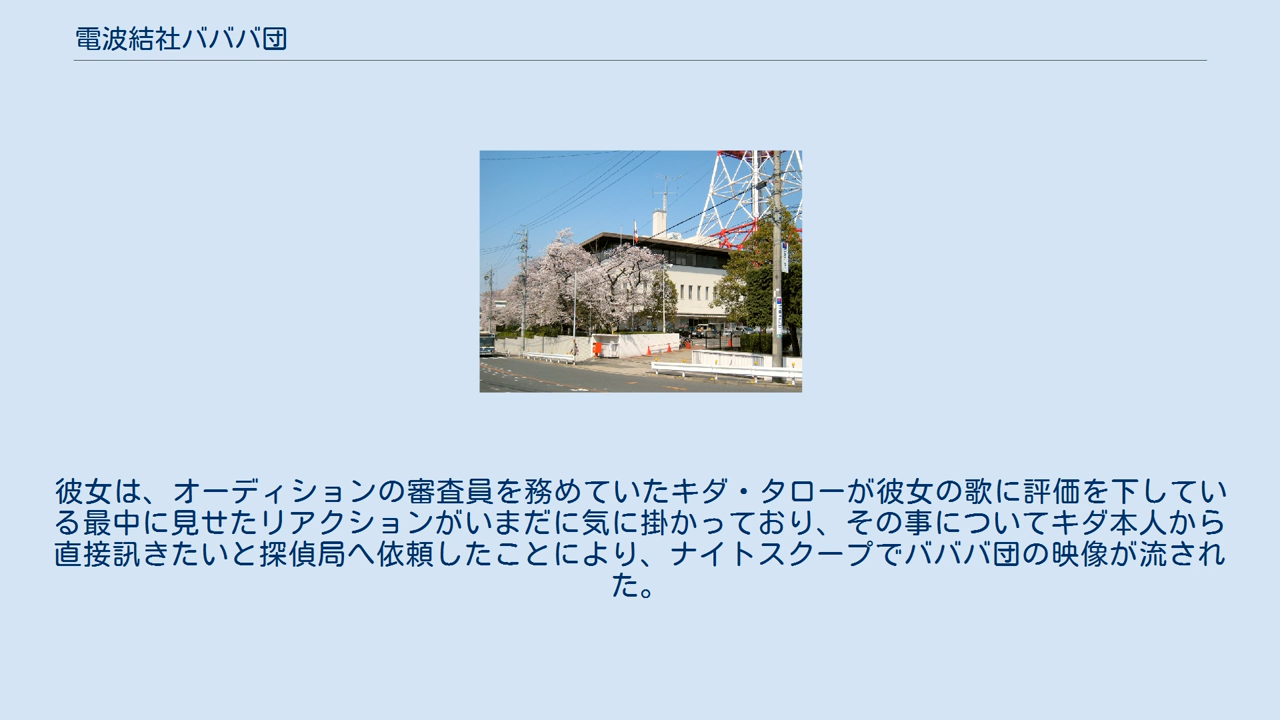 電波結社バババ団
彼女は、オーディションの審査員を務めていたキダ・タローが彼女の歌に評価を下してい
る最中に見せたリアクションがいまだに気に掛かっており、その事についてキダ本人から
直接訊きたいと探偵局へ依頼したことにより、ナイトスクープでバババ団の映像が流され
た。